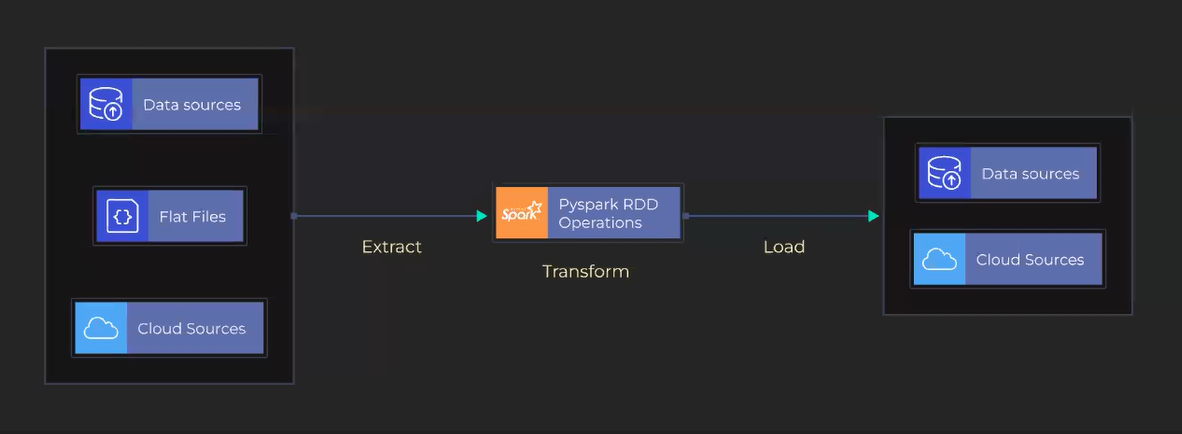 Data sources
Flat Files
Cloud Sources
Extract
Spark
Pyspark RDD
Operations
Transform
Load
Data sources
Cloud Sources